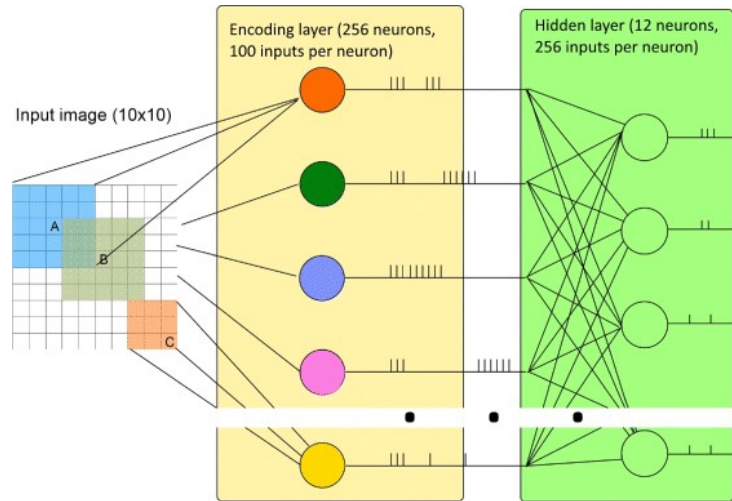 Encoding layer (256 neurons,
100 inputs per neuron)
Hidden layer (12 neurons,
256 inputs per neuron)
Input image (10x10)
A
B
C